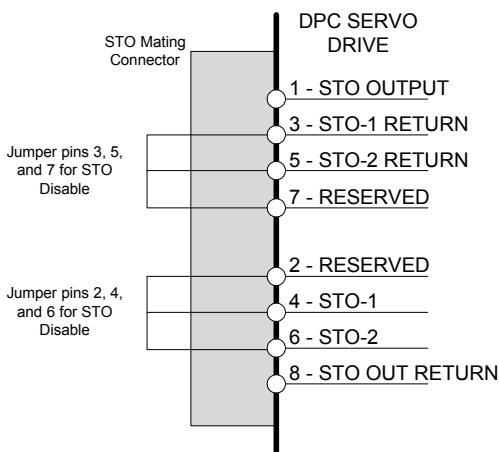 DPC SERVO
DRIVE
STO Mating
Connector
1 - STO OUTPUT
3 - STO-1 RETURN
5 - STO-2 RETURN
7 - RESERVED
Jumper pins 3, 5,
and 7 for STO
Disable
2 - RESERVED
4 - STO-1
6 - STO-2
8 - STO OUT RETURN
Jumper pins 2, 4,
and 6 for STO
Disable